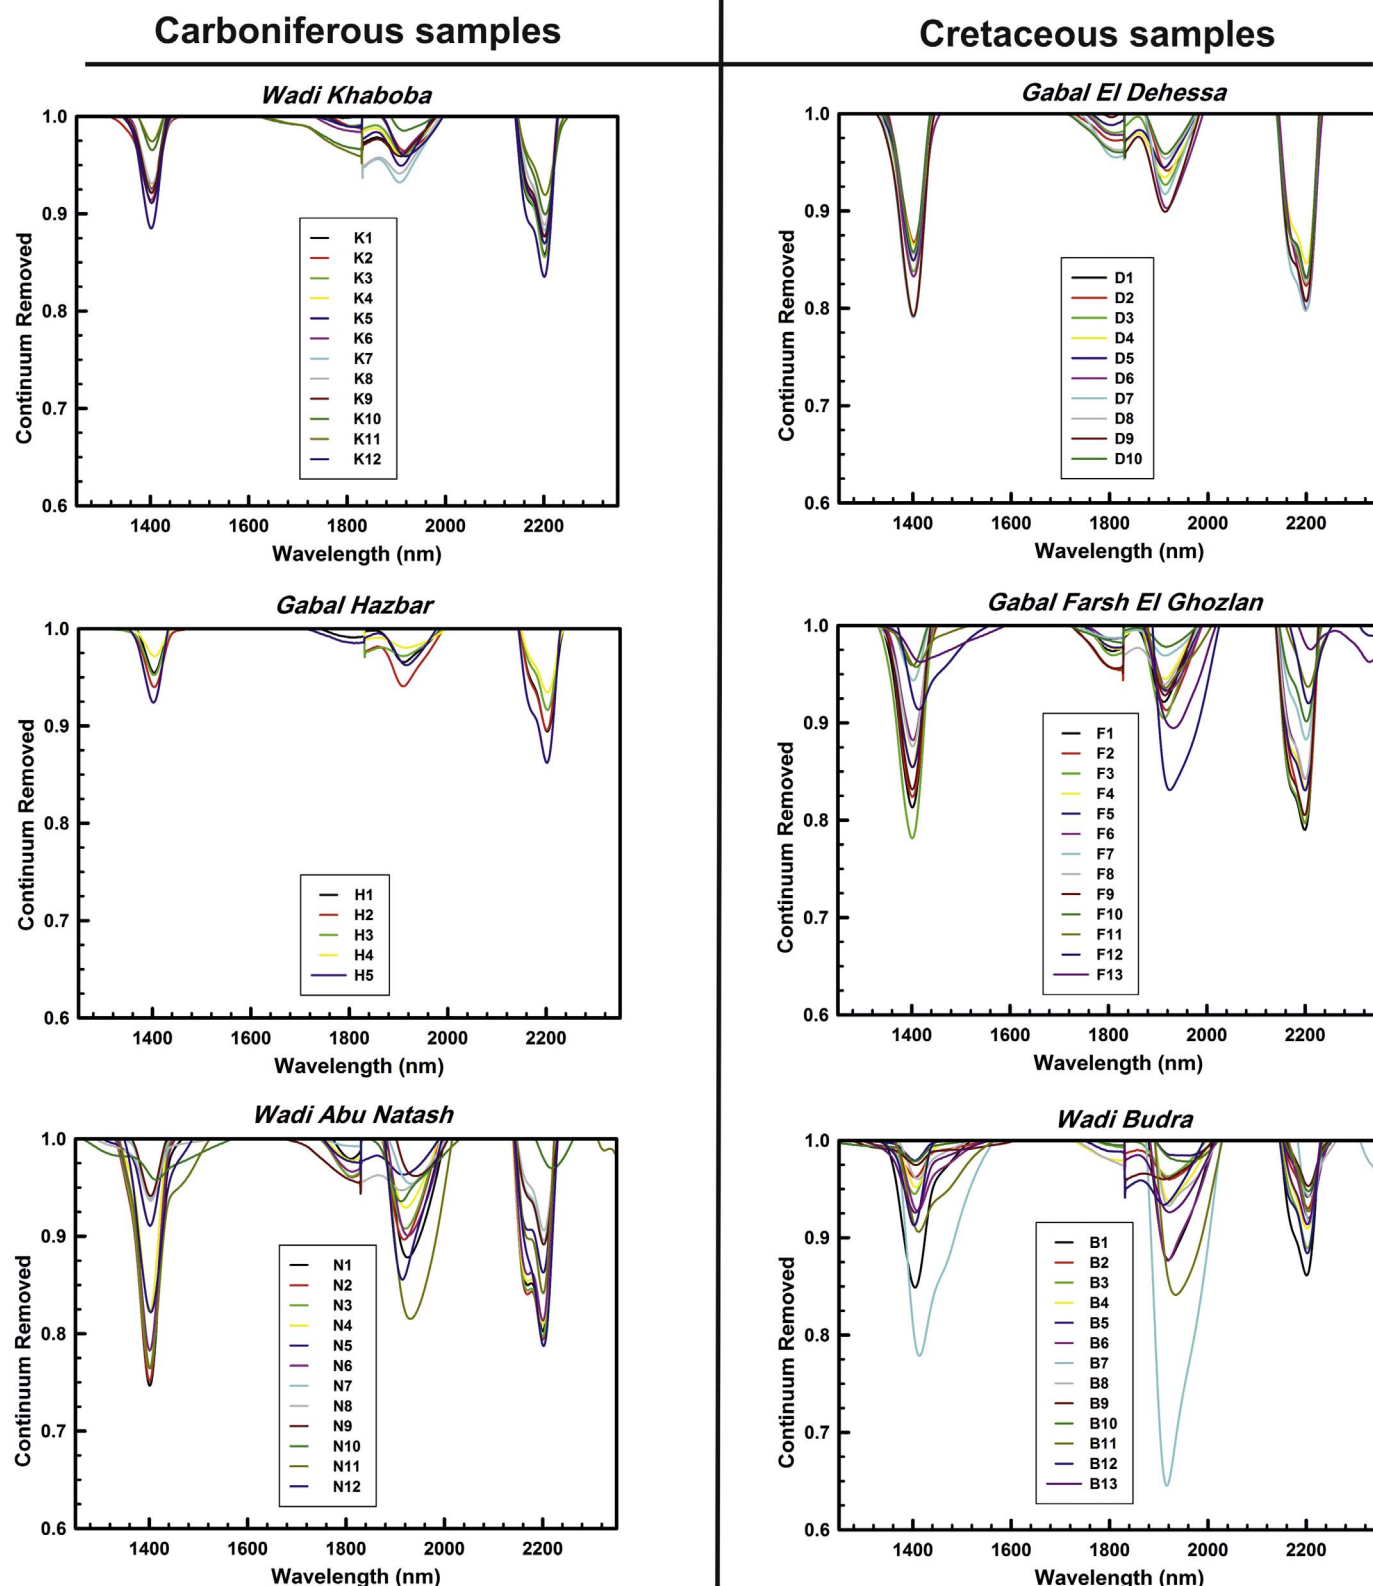 Carboniferous samples
Cretaceous samples
Wadi Khaboba
1.0
0.9
0.8
0.7
0.6
Continuum Removed
K1
K2
K3
K4
K5
K6
K7
K8
K9
K10
K11
K12
1400 1600 1800 2000 2200
Wavelength (nm)
Gabal El Dehessa
1.0
0.9
0.8
0.7
0.6
Continuum Removed
D1
D2
D3
D4
D5
D6
D7
D8
D9
D10
1400 1600 1800 2000 2200
Wavelength (nm)
Gabal Hazbar
1.0
0.9
0.8
0.7
0.6
Continuum Removed
H1
H2
H3
H4
H5
1400 1600 1800 2000 2200
Wavelength (nm)
Gabal Farsh El Ghozlan
1.0
0.9
0.8
0.7
0.6
Continuum Removed
F1
F2
F3
F4
F5
F6
F7
F8
F9
F10
F11
F12
F13
1400 1600 1800 2000 2200
Wavelength (nm)
Wadi Abu Natash
1.0
0.9
0.8
0.7
0.6
Continuum Removed
N1
N2
N3
N4
N5
N6
N7
N8
N9
N10
N11
N12
1400 1600 1800 2000 2200
Wavelength (nm)
Wadi Budra
1.0
0.9
0.8
0.7
0.6
Continuum Removed
B1
B2
B3
B4
B5
B6
B7
B8
B9
B10
B11
B12
B13
1400 1600 1800 2000 2200
Wavelength (nm)